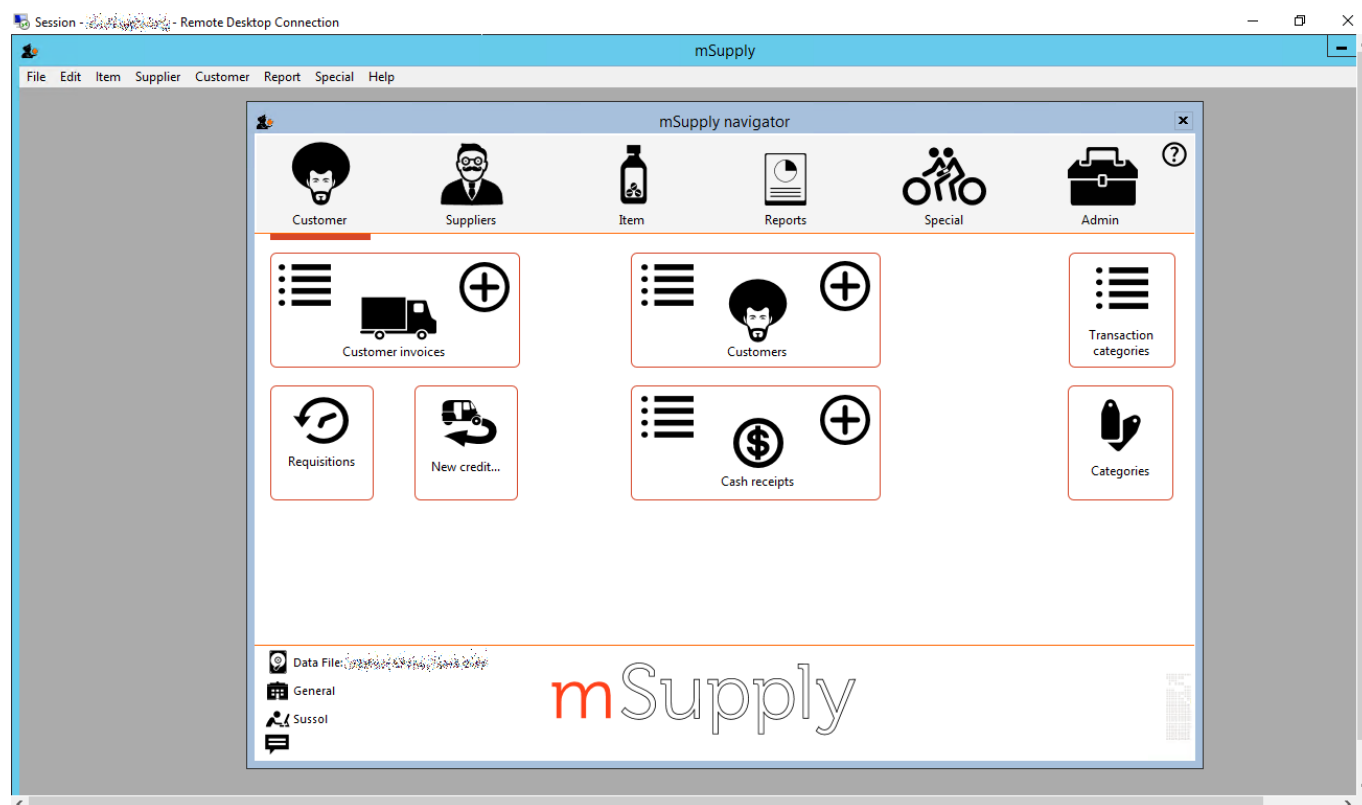 Session - - Remote Desktop Connection
mSupply
File Edit Item Supplier Customer Report Special Help
mSupply navigator
Customer Suppliers Item Reports Special Admin
Customer invoices
Customers
Transaction
categories
Requisitions
New credit...
Cash receipts
Categories
Data File:
General
Sussol
mSupply